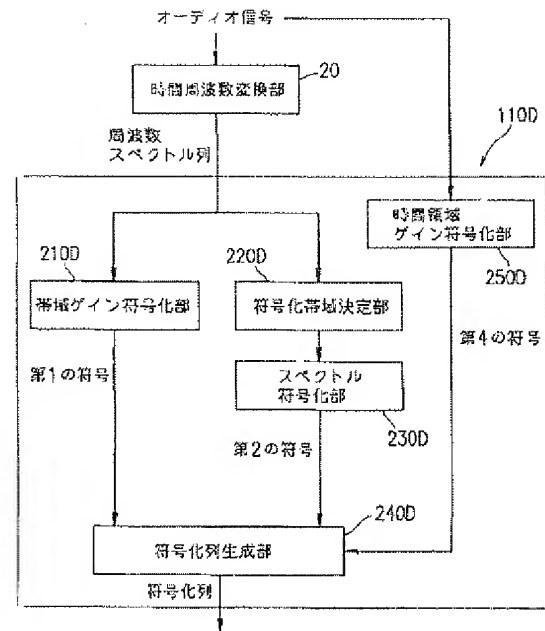 オーディオ信号
20
時間周波数変換部
周波数
スペクトル列
110D
時間領域
ゲイン符号化部
250D
210D
帯域ゲイン符号化部
220D
符号化帯域決定部
第4の符号
第1の符号
スペクトル
符号化部
230D
第2の符号
240D
符号化列生成部
符号化列